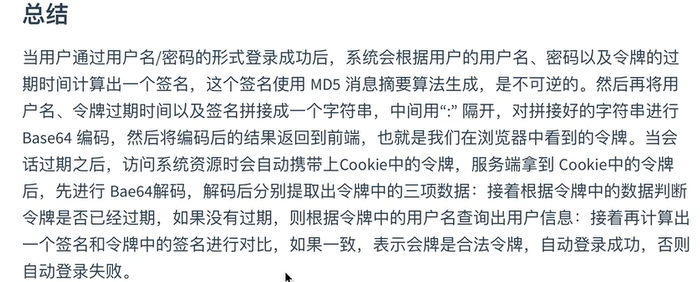 总结
当用户通过用户名/密码的形式登录成功后，系统会根据用户的用户名、密码以及令牌的过
期时间计算出一个签名，这个签名使用 MD5 消息摘要算法生成，是不可逆的。然后再将用
户名、令牌过期时间以及签名拼接成一个字符串，中间用“:” 隔开，对拼接好的字符串进行
Base64 编码，然后将编码后的结果返回到前端，也就是我们在浏览器中看到的令牌。当会
话过期之后，访问系统资源时会自动携带上Cookie中的令牌，服务端拿到 Cookie中的令牌
后，先进行 Bae64解码，解码后分别提取出令牌中的三项数据：接着根据令牌中的数据判断
令牌是否已经过期，如果没有过期，则根据令牌中的用户名查询出用户信息：接着再计算出
一个签名和令牌中的签名进行对比，如果一致，表示会牌是合法令牌，自动登录成功，否则
自动登录失败。